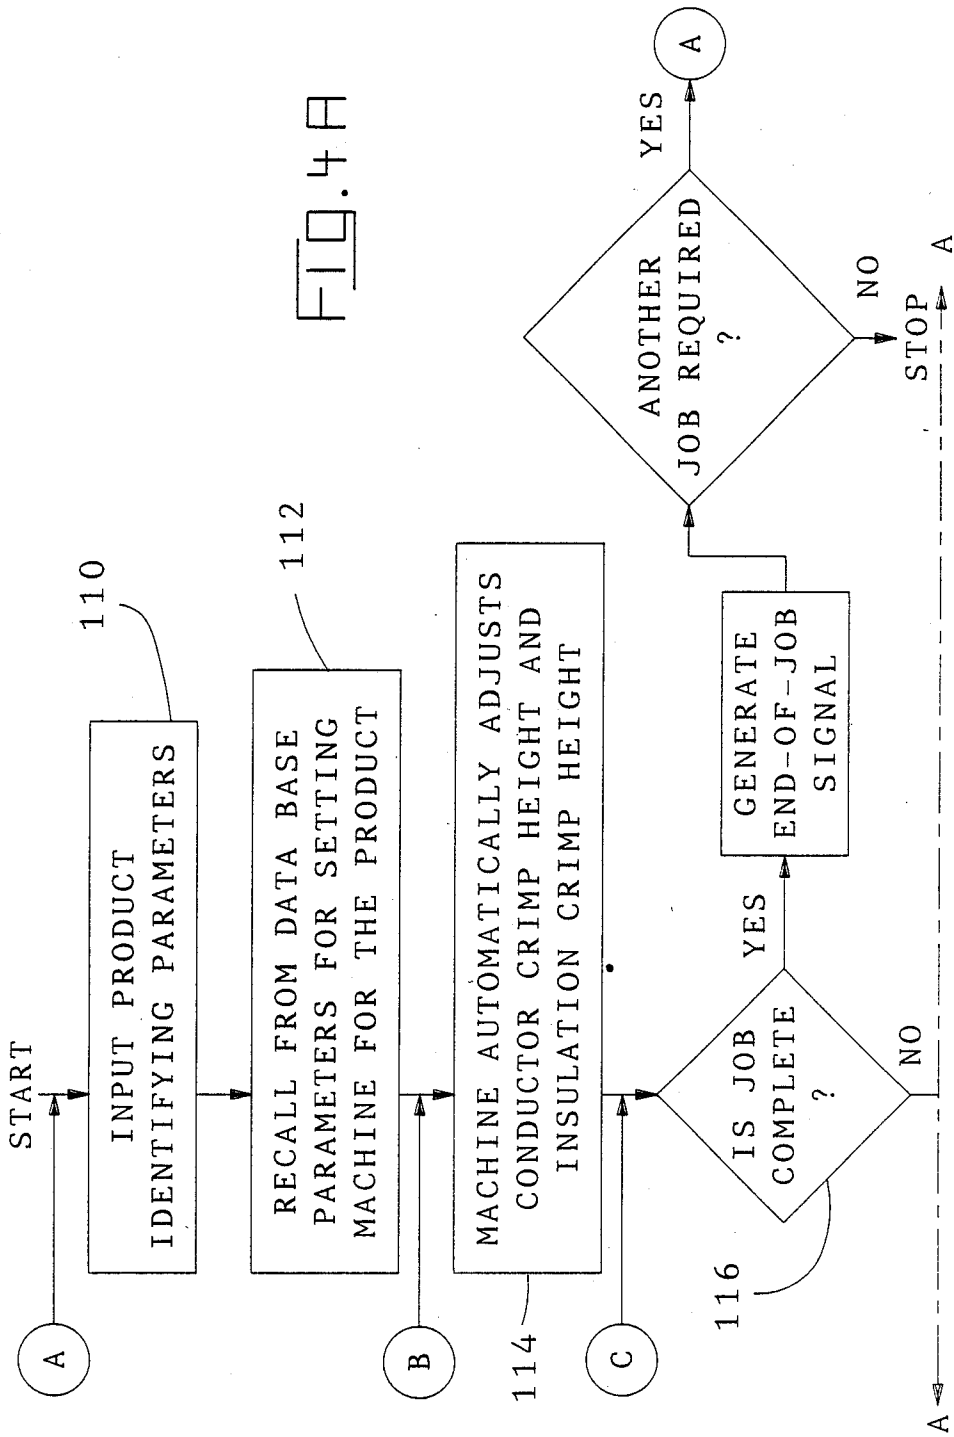 START
A
INPUT PRODUCT
IDENTIFYING PARAMETERS
110
RECALL FROM DATA BASE
PARAMETERS FOR SETTING
MACHINE FOR THE PRODUCT
112
B
MACHINE AUTOMATICALLY ADJUSTS
CONDUCTOR CRIMP HEIGHT AND
INSULATION CRIMP HEIGHT
114
C
IS JOB
COMPLETE
?
116
YES
NO
GENERATE
END-OF-JOB
SIGNAL
ANOTHER
JOB REQUIRED
?
YES
A
NO
STOP
A
A
FIG. 4A